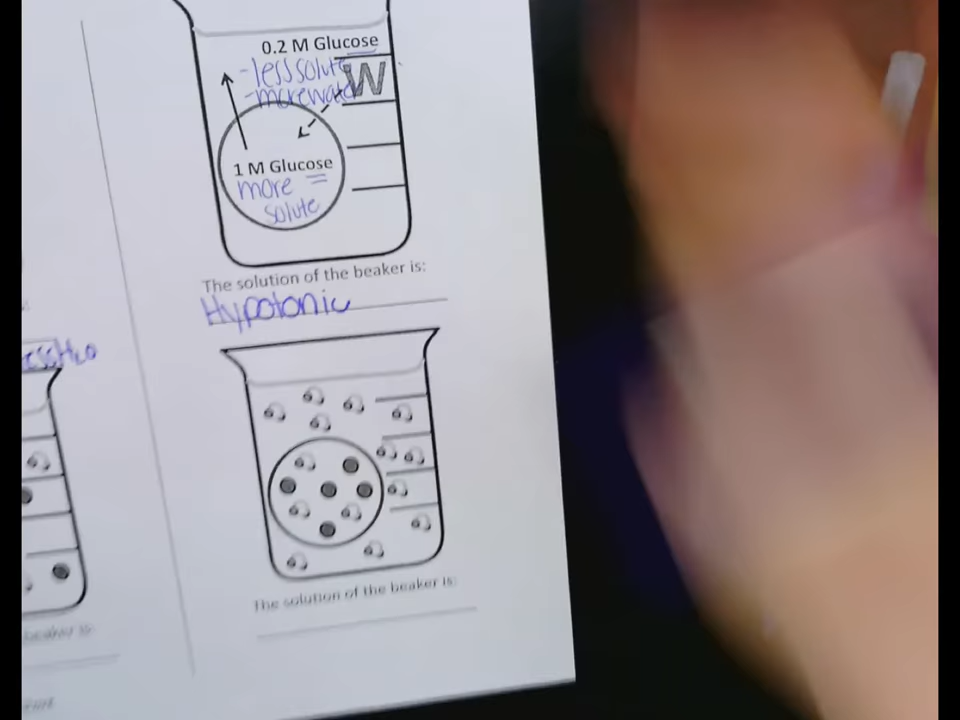 0.2 M Glucose
-less solute
W
-more water
1 M Glucose
more
solute
The solution of the beaker is:
Hypotonic
The solution of the beaker is: